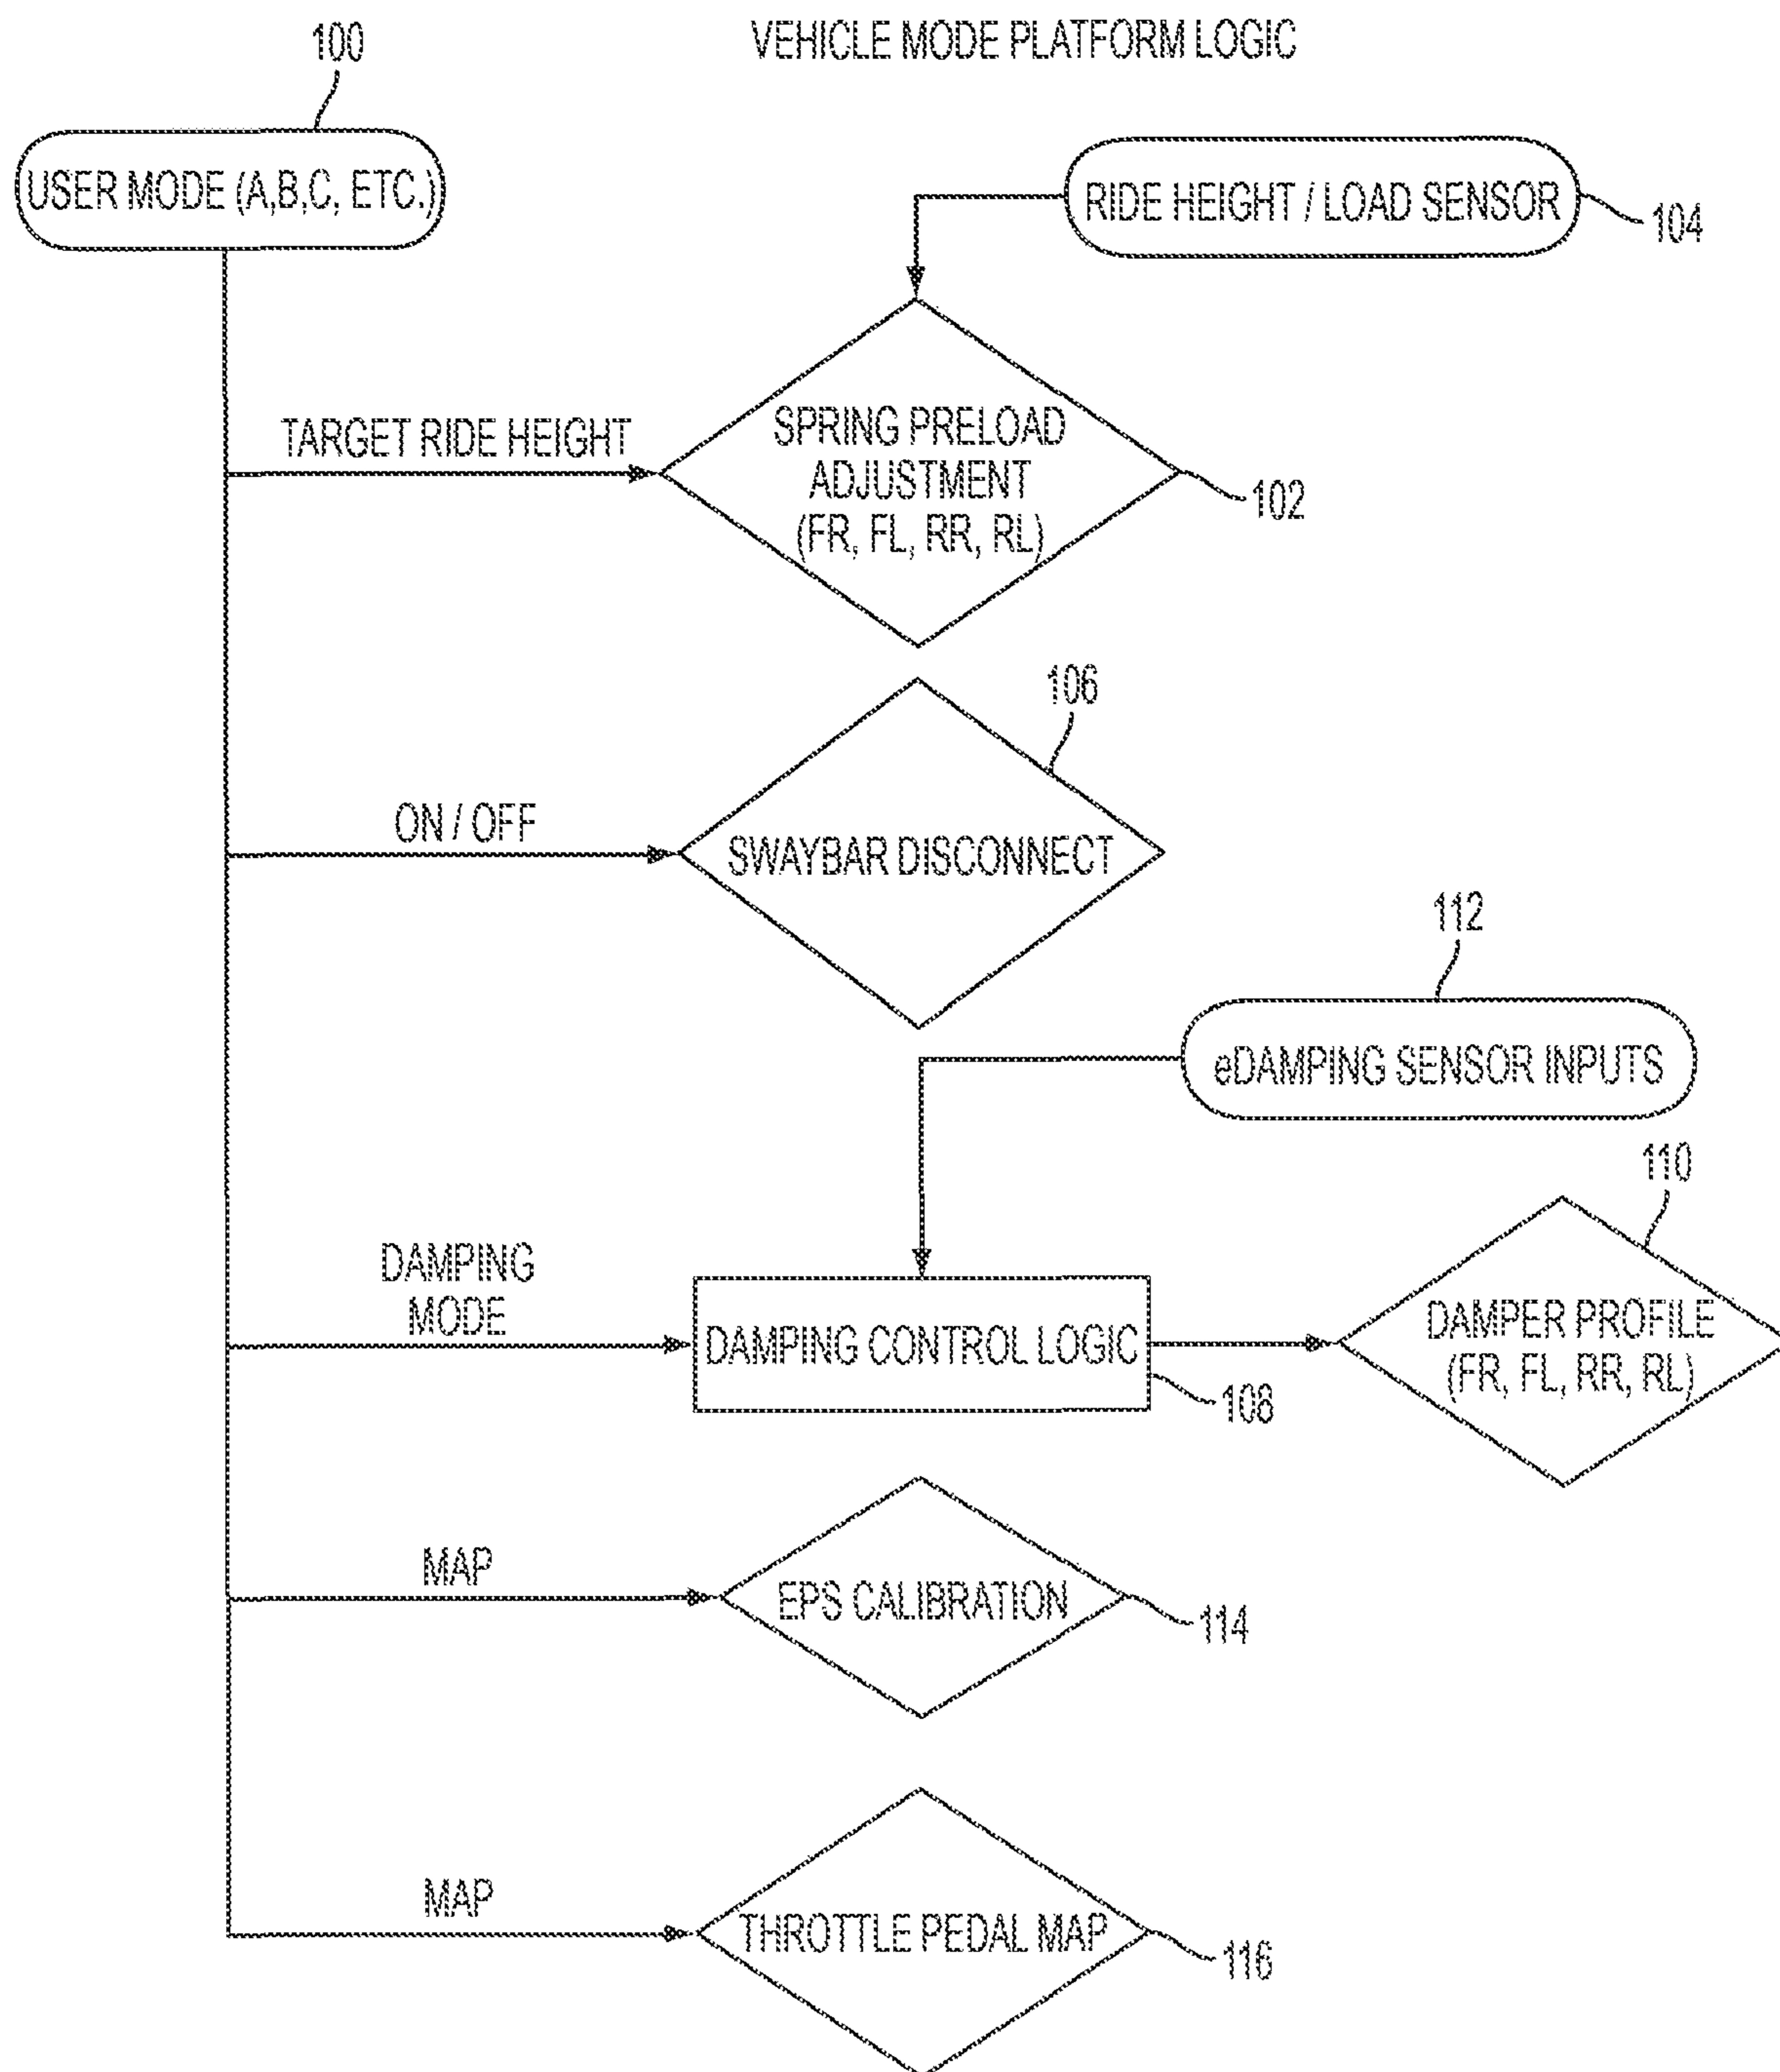 100
VEHICLE MODE PLATFORM LOGIC
USER MODE (A,B,C, ETC.)
RIDE HEIGHT / LOAD SENSOR
104
TARGET RIDE HEIGHT
SPRING PRELOAD
ADJUSTMENT
(FR, FL, RR, RL)
102
106
ON / OFF
SWAYBAR DISCONNECT
112
eDAMPING SENSOR INPUTS
110
DAMPING
MODE
DAMPING CONTROL LOGIC
108
DAMPER PROFILE
(FR, FL, RR, RL)
MAP
EPS CALIBRATION
114
MAP
THROTTLE PEDAL MAP
116